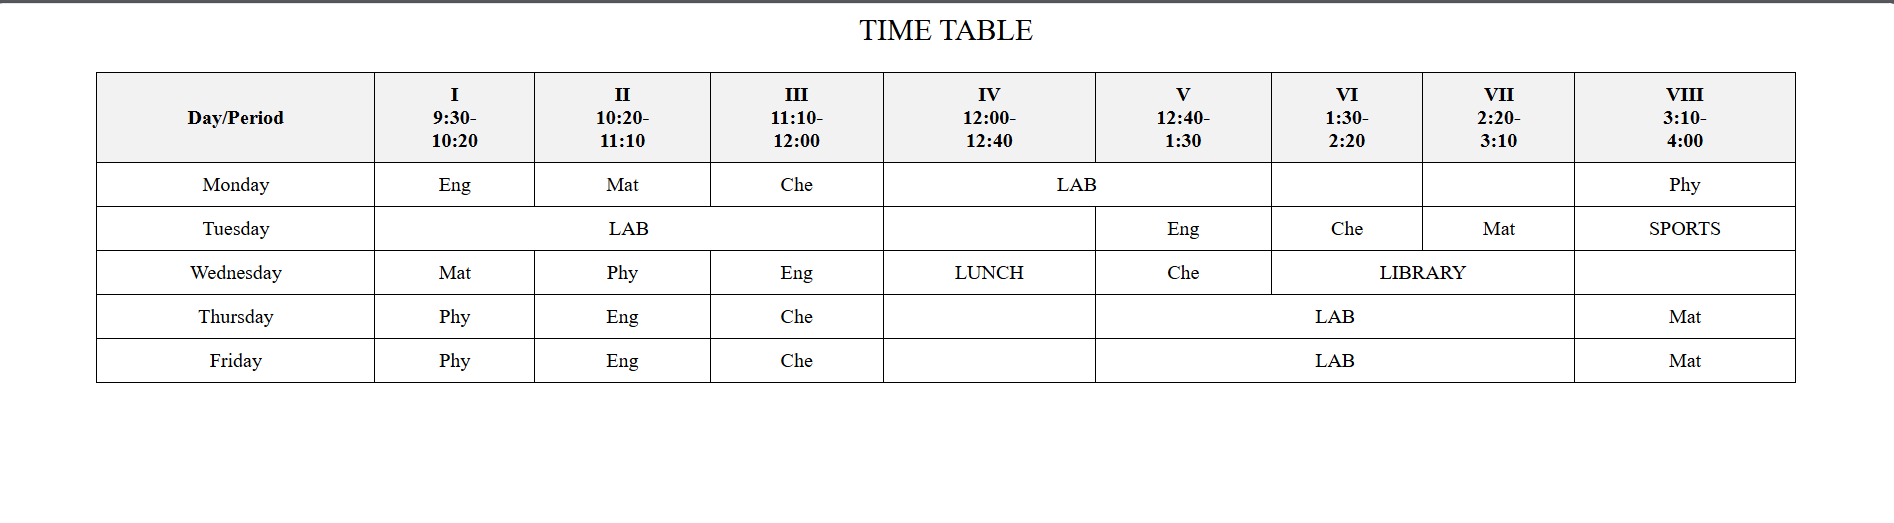 TIME TABLE
Day/Period
I
9:30-
10:20
II
10:20-
11:10
III
11:10-
12:00
IV
12:00-
12:40
V
12:40-
1:30
VI
1:30-
2:20
VII
2:20-
3:10
VIII
3:10-
4:00
Monday Eng Mat Che LAB Phy
Tuesday LAB Eng Che Mat SPORTS
Wednesday Mat Phy Eng LUNCH Che LIBRARY
Thursday Phy Eng Che LAB Mat
Friday Phy Eng Che LAB Mat